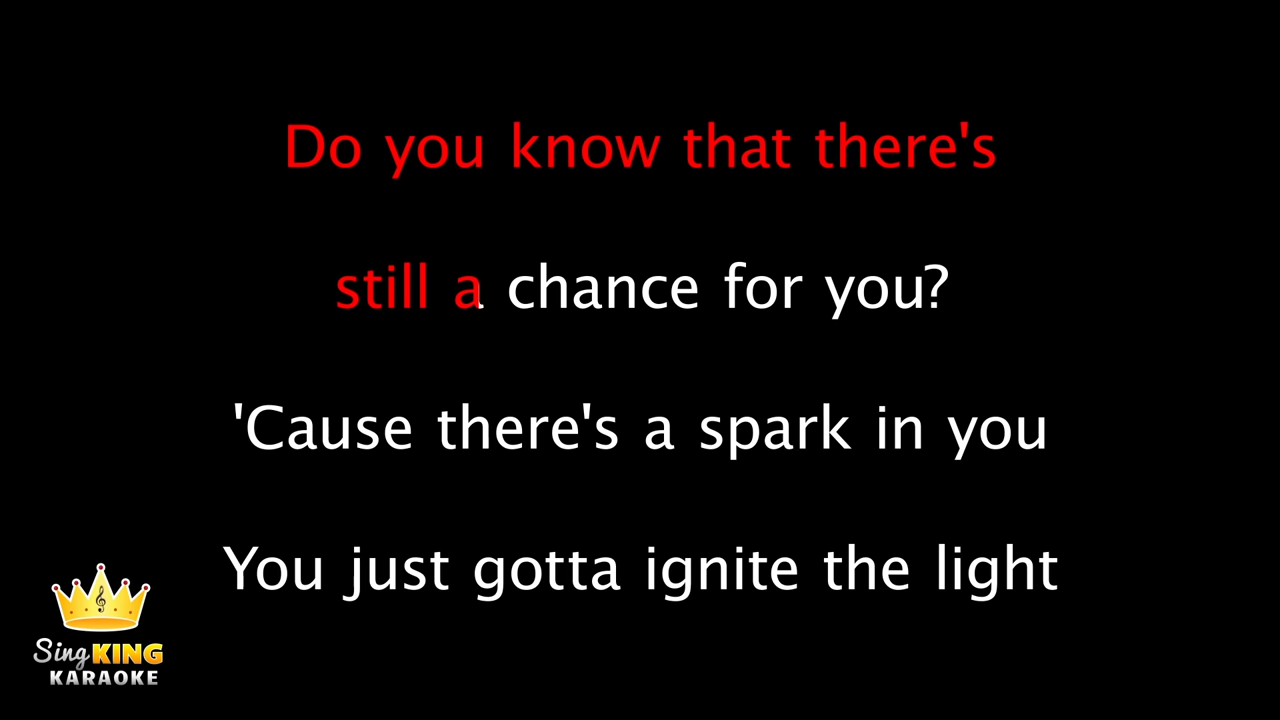 Do you know that there's
still a chance for you?
'Cause there's a spark in you
You just gotta ignite the light
Sing KING
KARAOKE